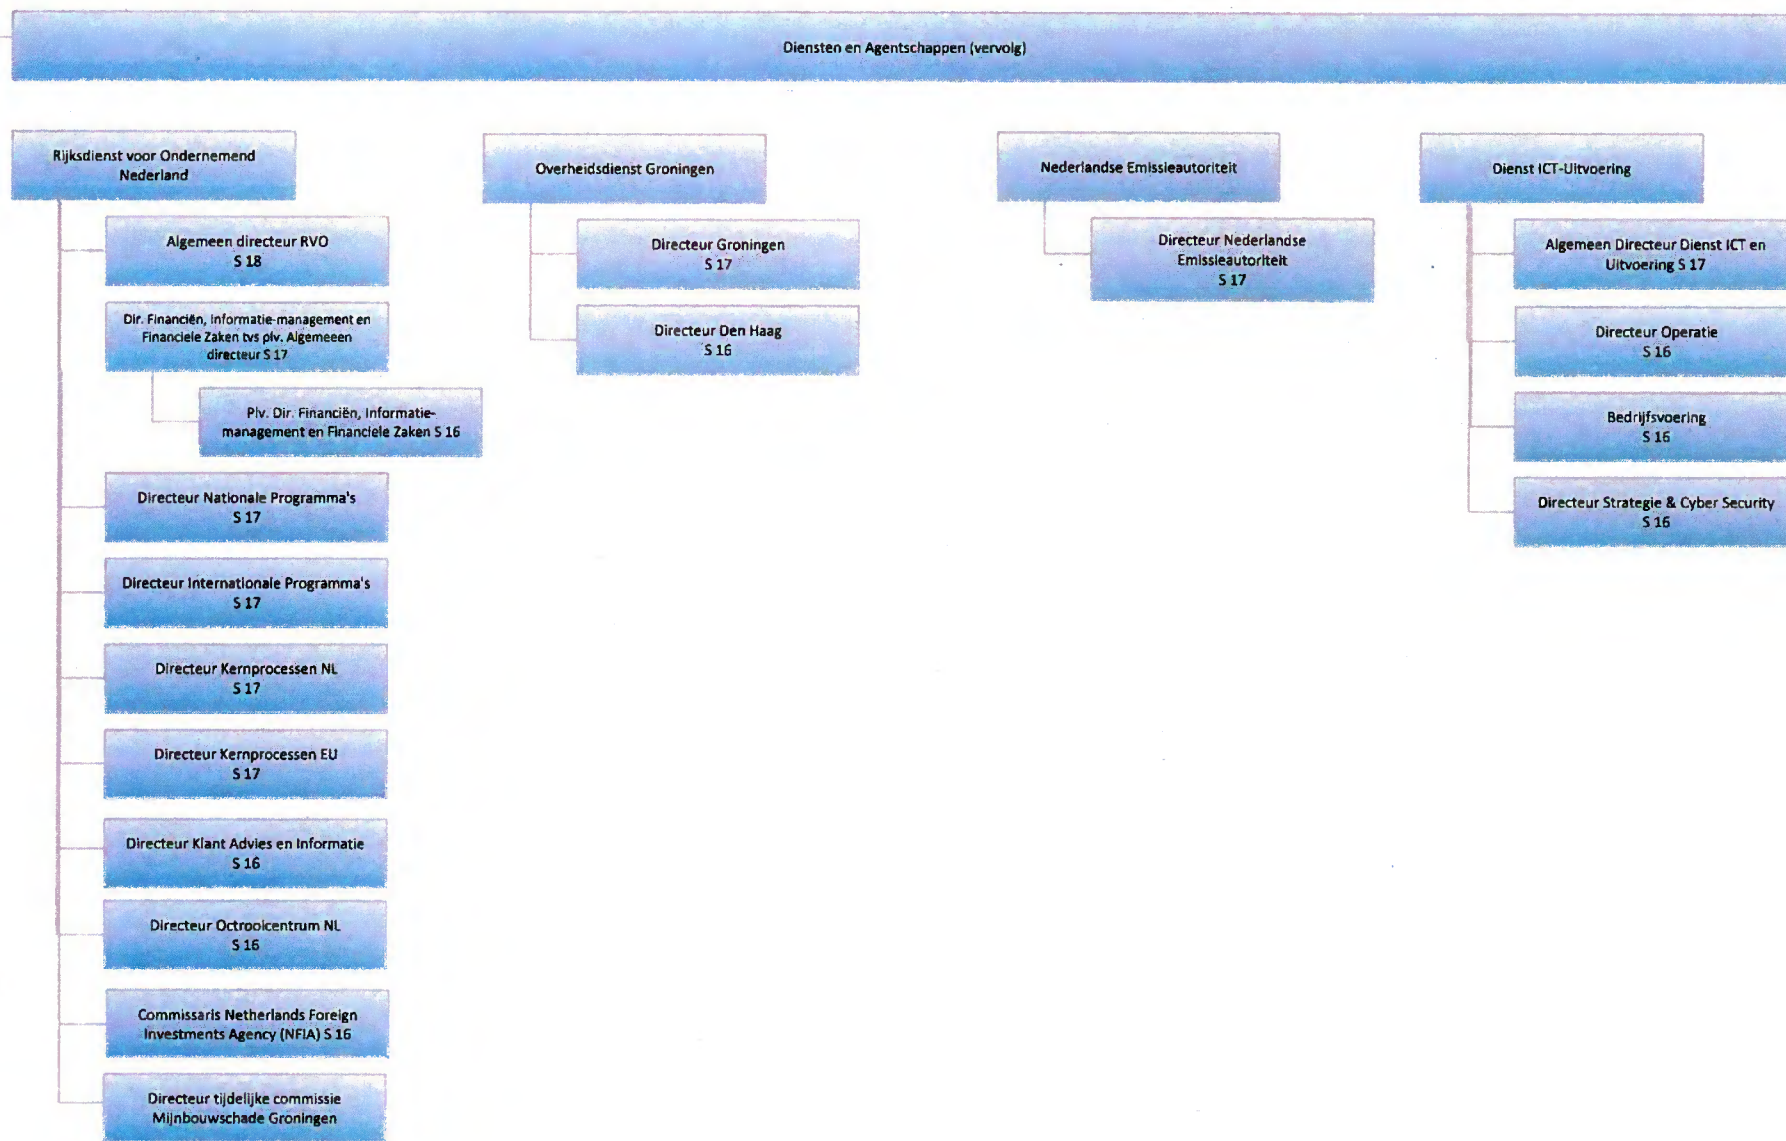 Diensten en Agentschappen (vervolg)
Rijksdienst voor Ondernemend
Nederland
Algemeen directeur RVO
S 18
Dir. Financiën, Informatie-management en
Financiele Zaken tvs plv. Algemeeen
directeur S 17
Plv. Dir. Financiën, Informatie-
management en Financiele Zaken S 16
Directeur Nationale Programma's
S 17
Directeur Internationale Programma's
S 17
Directeur Kernprocessen NL
S 17
Directeur Kernprocessen EU
S 17
Directeur Klant Advies en Informatie
S 16
Directeur Octrooicentrum NL
S 16
Commissaris Netherlands Foreign
Investments Agency (NFIA) S 16
Directeur tijdelijke commissie
Mijnbouwschade Groningen
Overheidsdienst Groningen
Directeur Groningen
S 17
Directeur Den Haag
S 16
Nederlandse Emissieautoriteit
Directeur Nederlandse
Emissieautoriteit
S 17
Dienst ICT-Uitvoering
Algemeen Directeur Dienst ICT en
Uitvoering S 17
Directeur Operatie
S 16
Bedrijfsvoering
S 16
Directeur Strategie & Cyber Security
S 16